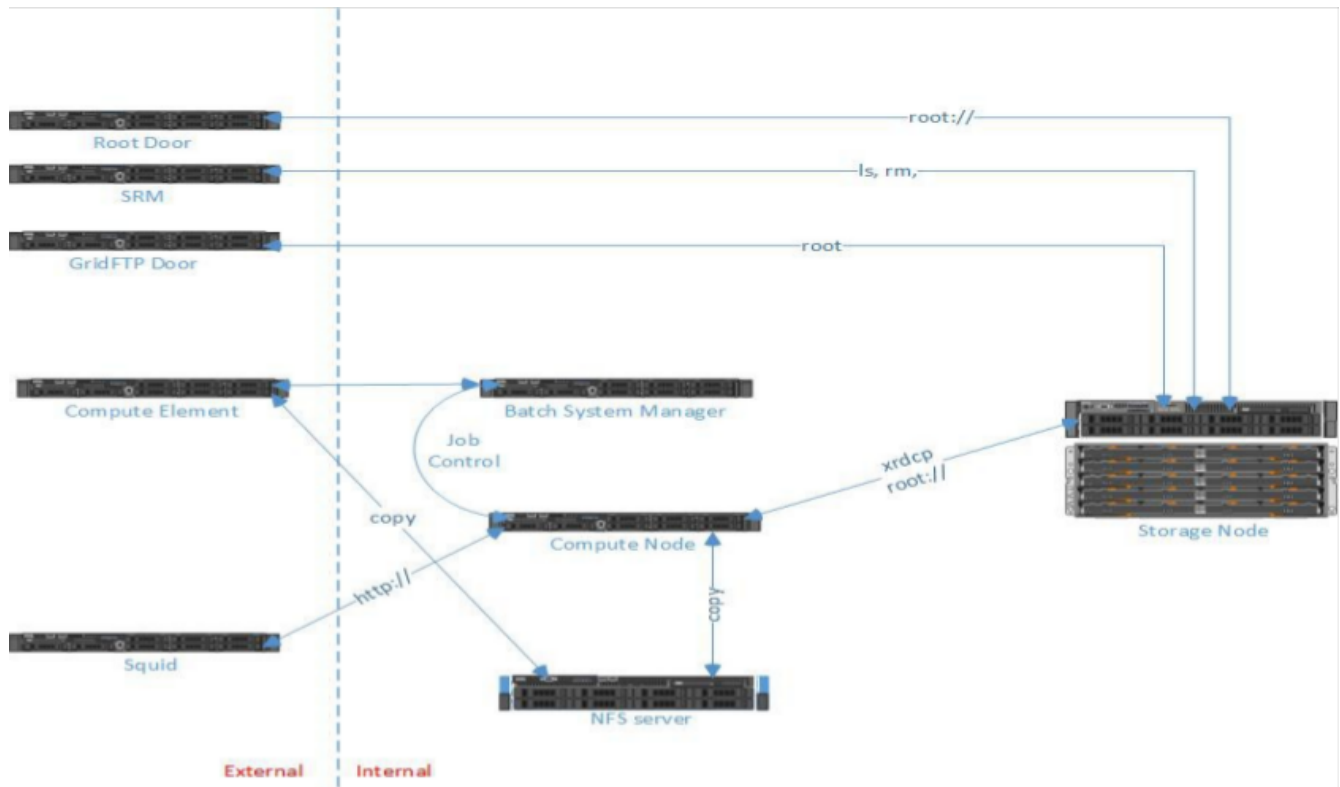 root://
Root Door
ls, rm,
SRM
root
GridFTP Door
Compute Element
Batch System Manager
Job
Control
xrdcp
root://
copy
Compute Node
Storage Node
http://
copy
Squid
NFS server
External
Internal